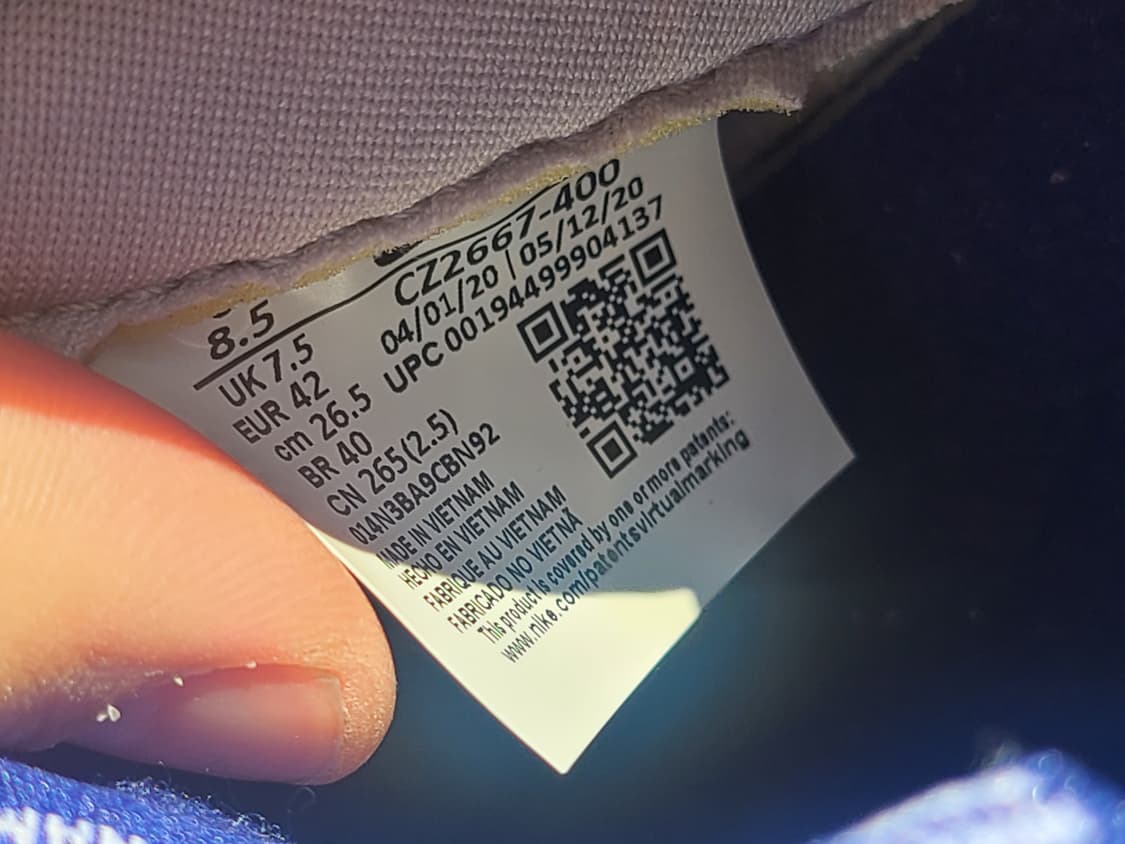 8.5
UK 7.5
EUR 42
cm 26.5
BR 40
CN 265(2.5)
014N3BA9CBN92
MADE IN VIETNAM
HECHO EN VIETNAM
FABRIQUE AU VIETNAM
FABRICADO NO VIETNÃ
This product is covered by one or more patents:
www.nike.com/patentsvirtualmarking
CZ2667-400
04/01/20 | 05/12/20
UPC 00194499904137